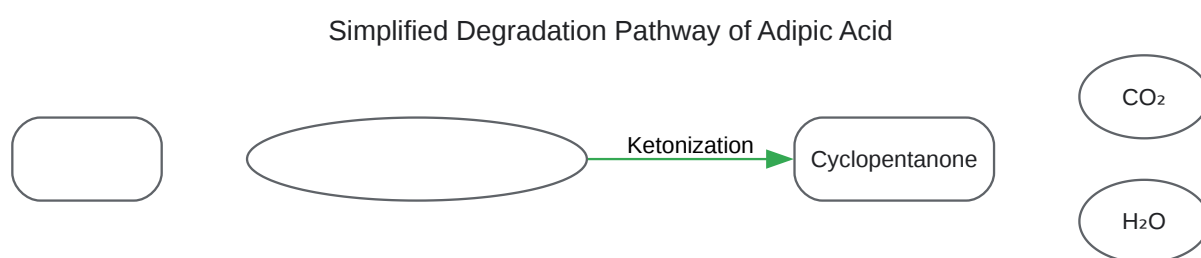 Simplified Degradation Pathway of Adipic Acid
CO₂
Ketonization
Cyclopentanone
H₂O